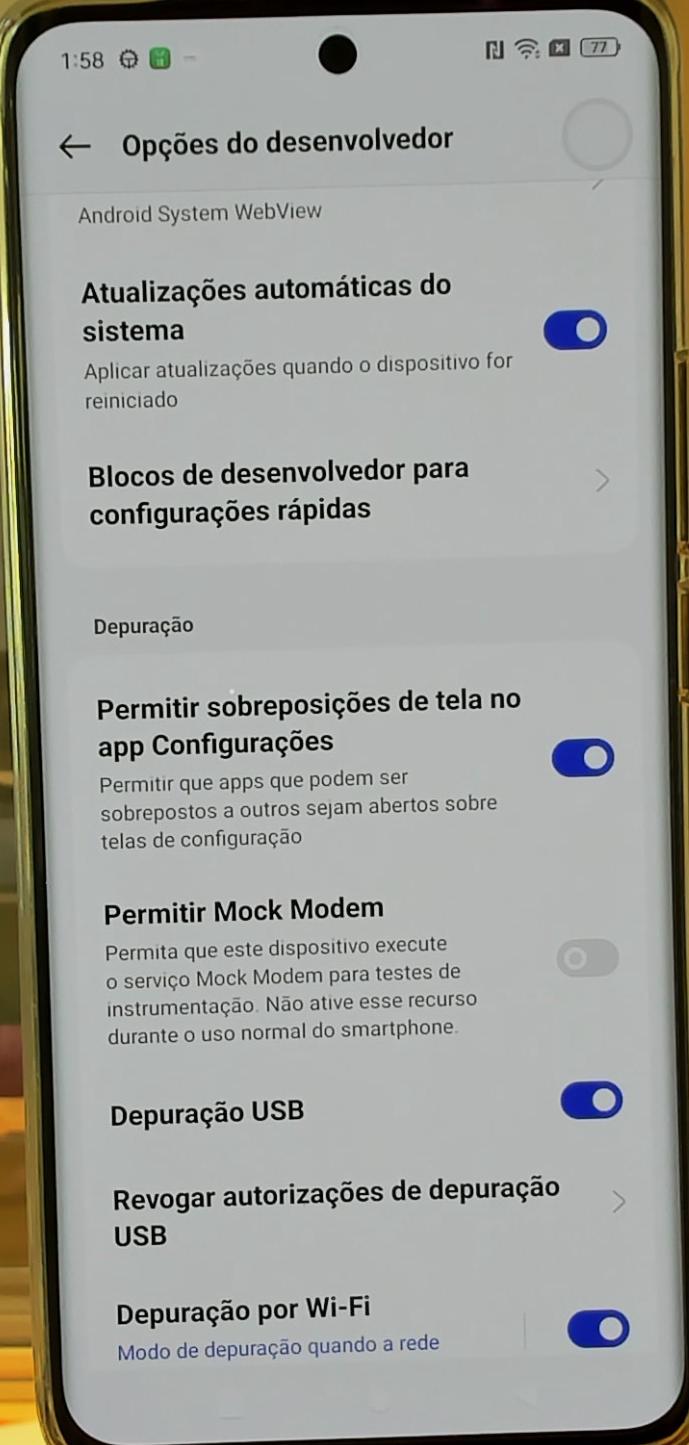 1:58
77
Opções do desenvolvedor
Android System WebView
Atualizações automáticas do
sistema
Aplicar atualizações quando o dispositivo for
reiniciado
Blocos de desenvolvedor para
configurações rápidas
Depuração
Permitir sobreposições de tela no
app Configurações
Permitir que apps que podem ser
sobrepostos a outros sejam abertos sobre
telas de configuração
Permitir Mock Modem
Permita que este dispositivo execute
o serviço Mock Modem para testes de
instrumentação. Não ative esse recurso
durante o uso normal do smartphone.
Depuração USB
Revogar autorizações de depuração
USB
Depuração por Wi-Fi
Modo de depuração quando a rede